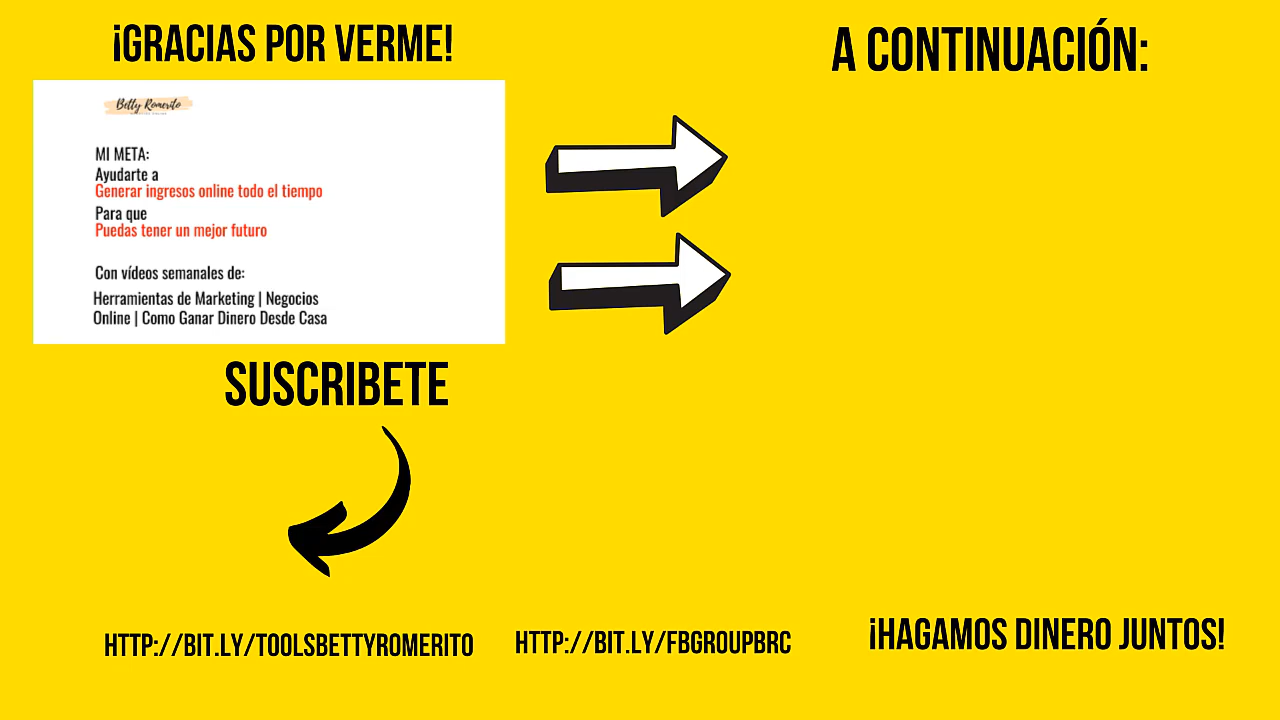 ¡GRACIAS POR VERME!
A CONTINUACIÓN:
Betty Romerito
MI META:
Ayudarte a
Generar ingresos online todo el tiempo
Para que
Puedas tener un mejor futuro
Con vídeos semanales de:
Herramientas de Marketing | Negocios
Online | Como Ganar Dinero Desde Casa
SUSCRIBETE
HTTP://BIT.LY/TOOLSBETTYROMERITO
HTTP://BIT.LY/FBGROUPBRC
¡HAGAMOS DINERO JUNTOS!